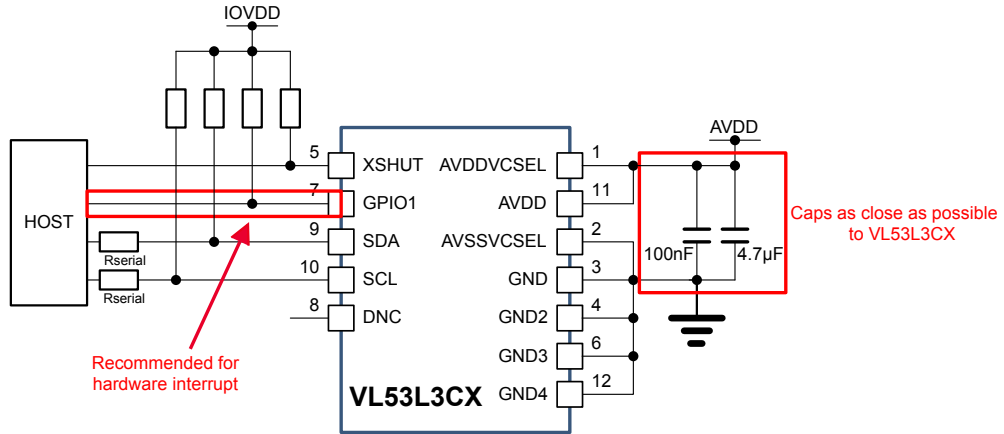 IOVDD
HOST
5
7
9
10
8
XSHUT
GPIO1
SDA
SCL
DNC
Rserial
Rserial
AVDDVCSEL
AVDD
AVSSVCSEL
GND
GND2
GND3
GND4
1
11
2
3
4
6
12
VL53L3CX
AVDD
100nF
4.7µF
Caps as close as possible
to VL53L3CX
Recommended for
hardware interrupt